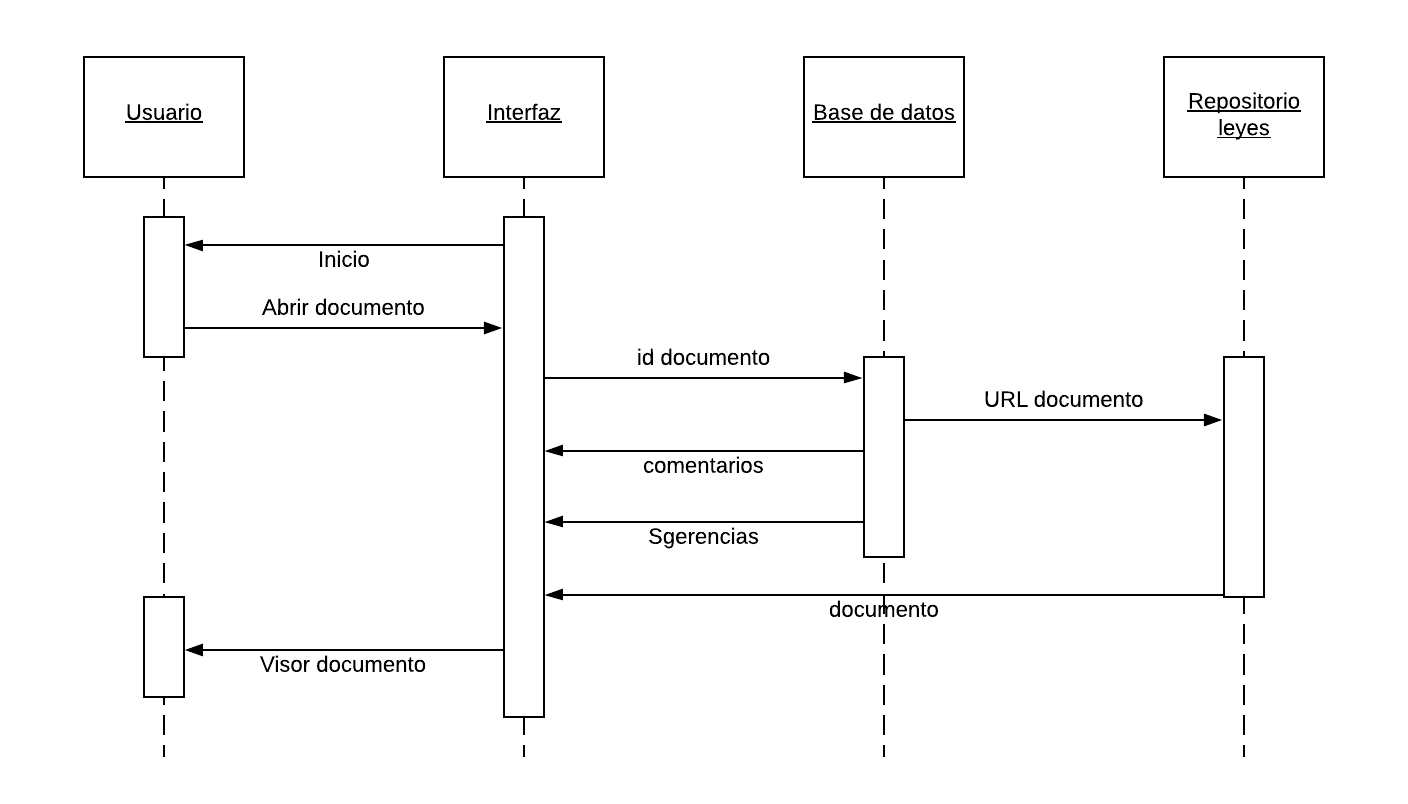 Usuario
Interfaz
Base de datos
Repositorio
leyes
Inicio
Abrir documento
id documento
URL documento
comentarios
Sgerencias
documento
Visor documento